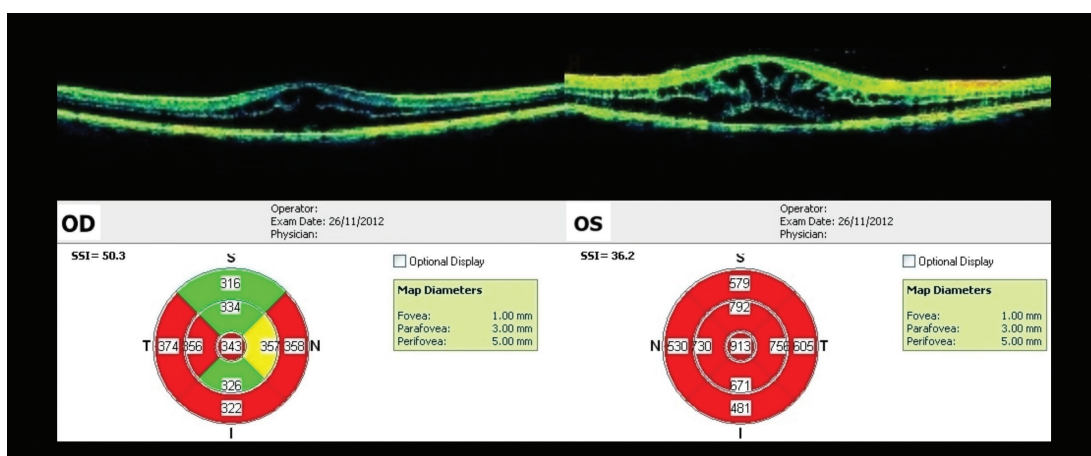 OD
Operator:
Exam Date: 26/11/2012
Physician:
SSI= 50.3
S
316
334
T 374 356 343 357 358 N
326
322
I
Optional Display
Map Diameters
Fovea: 1.00 mm
Parafovea: 3.00 mm
Perifovea: 5.00 mm
OS
Operator:
Exam Date: 26/11/2012
Physician:
SSI= 36.2
S
579
792
N 530 730 913 756 605 T
671
481
I
Optional Display
Map Diameters
Fovea: 1.00 mm
Parafovea: 3.00 mm
Perifovea: 5.00 mm